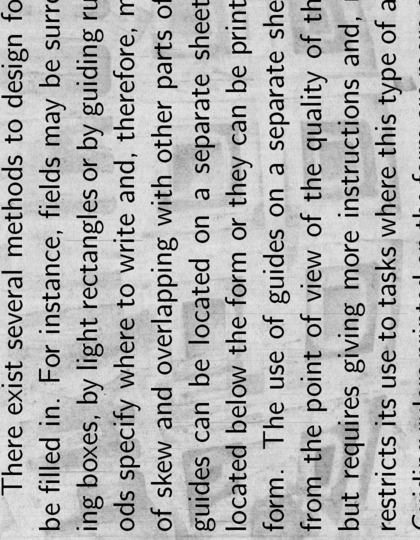 There exist several methods to design fo
be filled in. For instance, fields may be surro
ing boxes, by light rectangles or by guiding ru
ods specify where to write and, therefore, m
of skew and overlapping with other parts of
guides can be located on a separate sheet
located below the form or they can be print
form. The use of guides on a separate she
from the point of view of the quality of th
but requires giving more instructions and,
restricts its use to tasks where this type of a